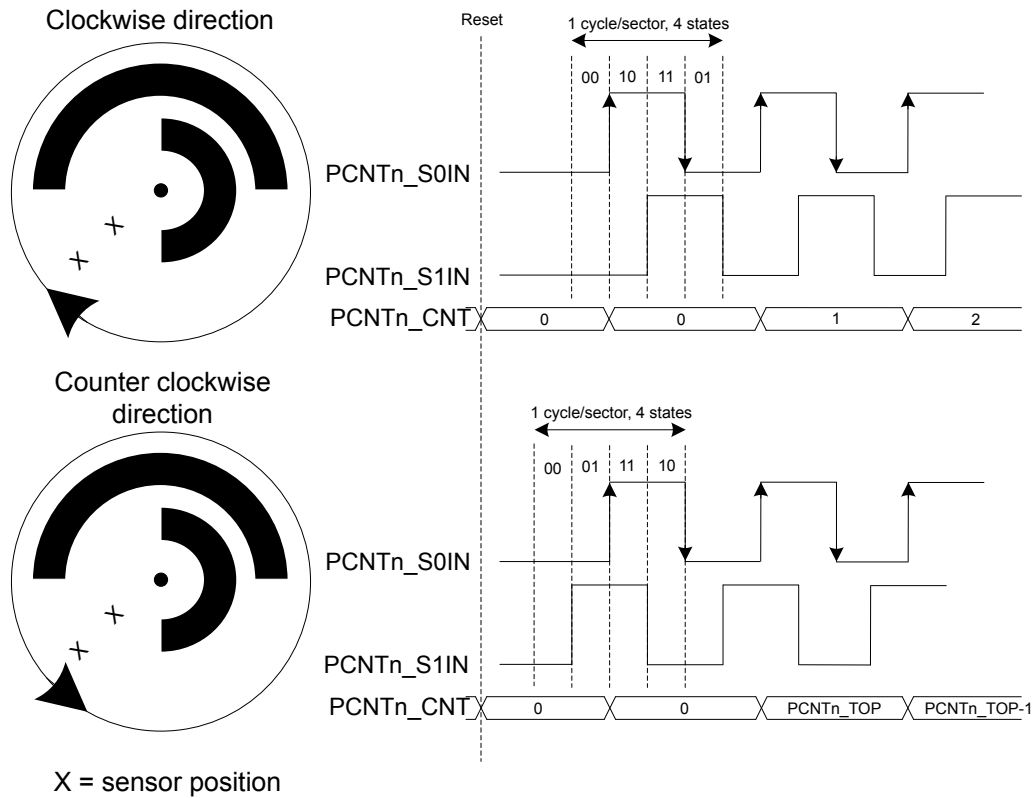 Clockwise direction
Reset
1 cycle/sector, 4 states
00 10 11 01
X X
PCNTn_S0IN
PCNTn_S1IN
PCNTn_CNT 0 0 1 2
Counter clockwise
direction
1 cycle/sector, 4 states
00 01 11 10
X X
PCNTn_S0IN
PCNTn_S1IN
PCNTn_CNT 0 0 PCNTn_TOP PCNTn_TOP-1
X = sensor position